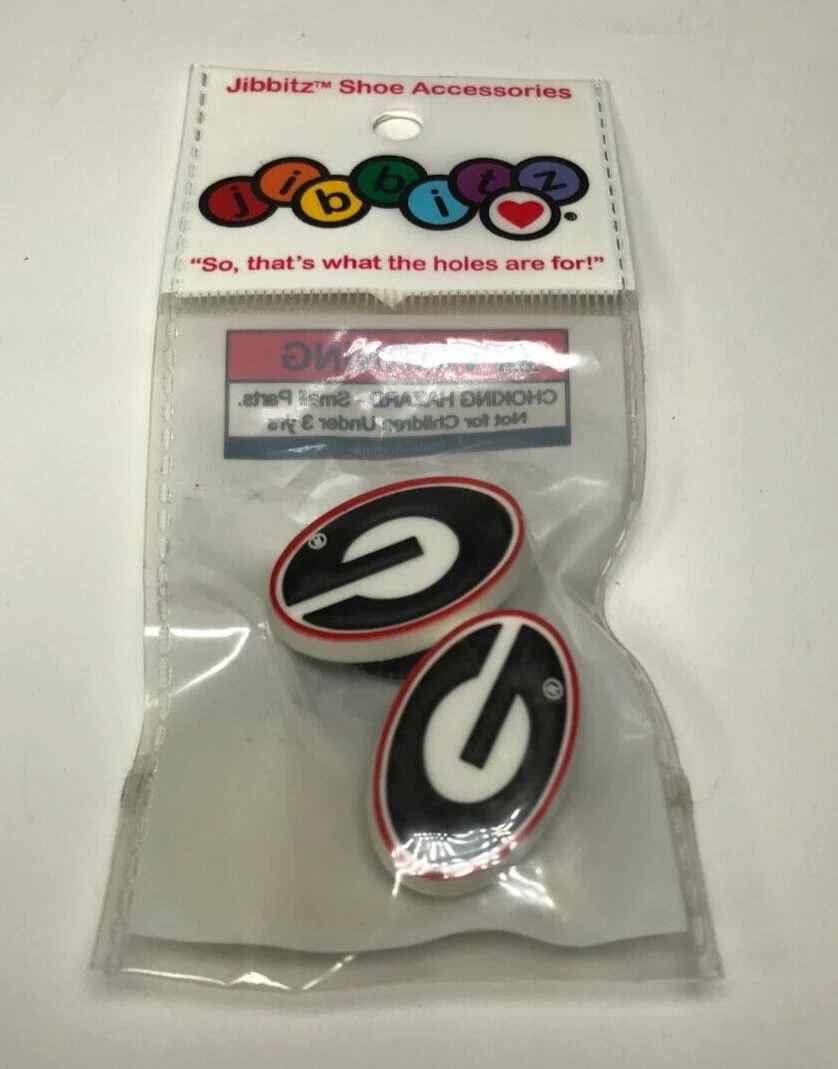 Jibbitz™ Shoe Accessories
jibbitz®
"So, that's what the holes are for!"
WARNING
CHOKING HAZARD - Small Parts.
Not for Children Under 3 yrs
G ®
G ®